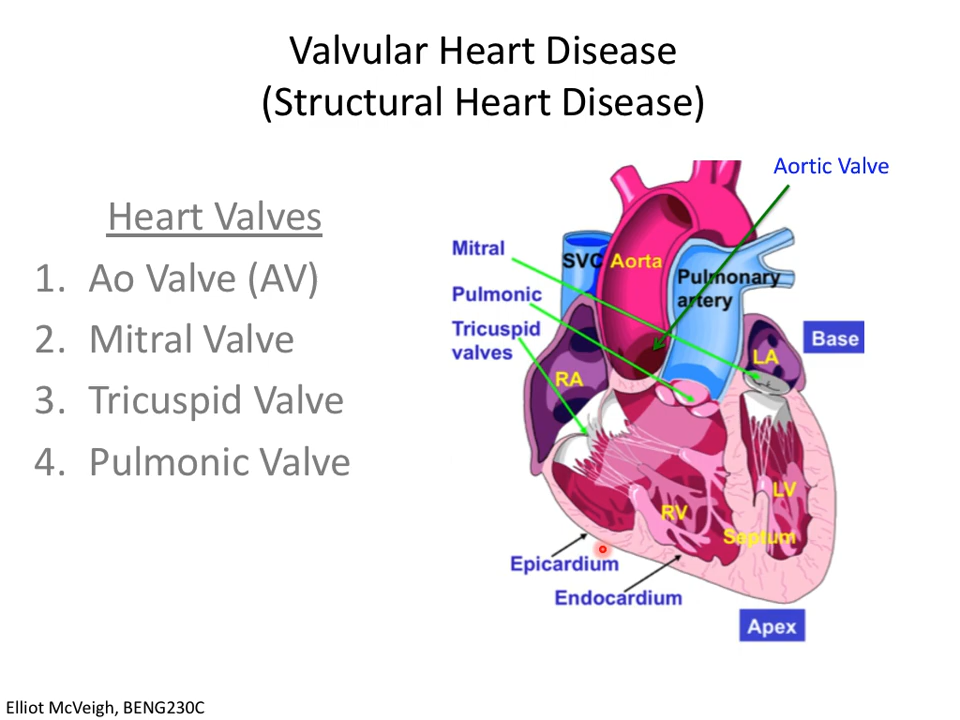 Valvular Heart Disease
(Structural Heart Disease)
Heart Valves
1. Ao Valve (AV)
2. Mitral Valve
3. Tricuspid Valve
4. Pulmonic Valve
Aortic Valve
Mitral
Pulmonic
Tricuspid
valves
SVC
Aorta
Pulmonary
artery
Base
LA
RA
LV
RV
Septum
Epicardium
Endocardium
Apex
Elliot McVeigh, BENG230C